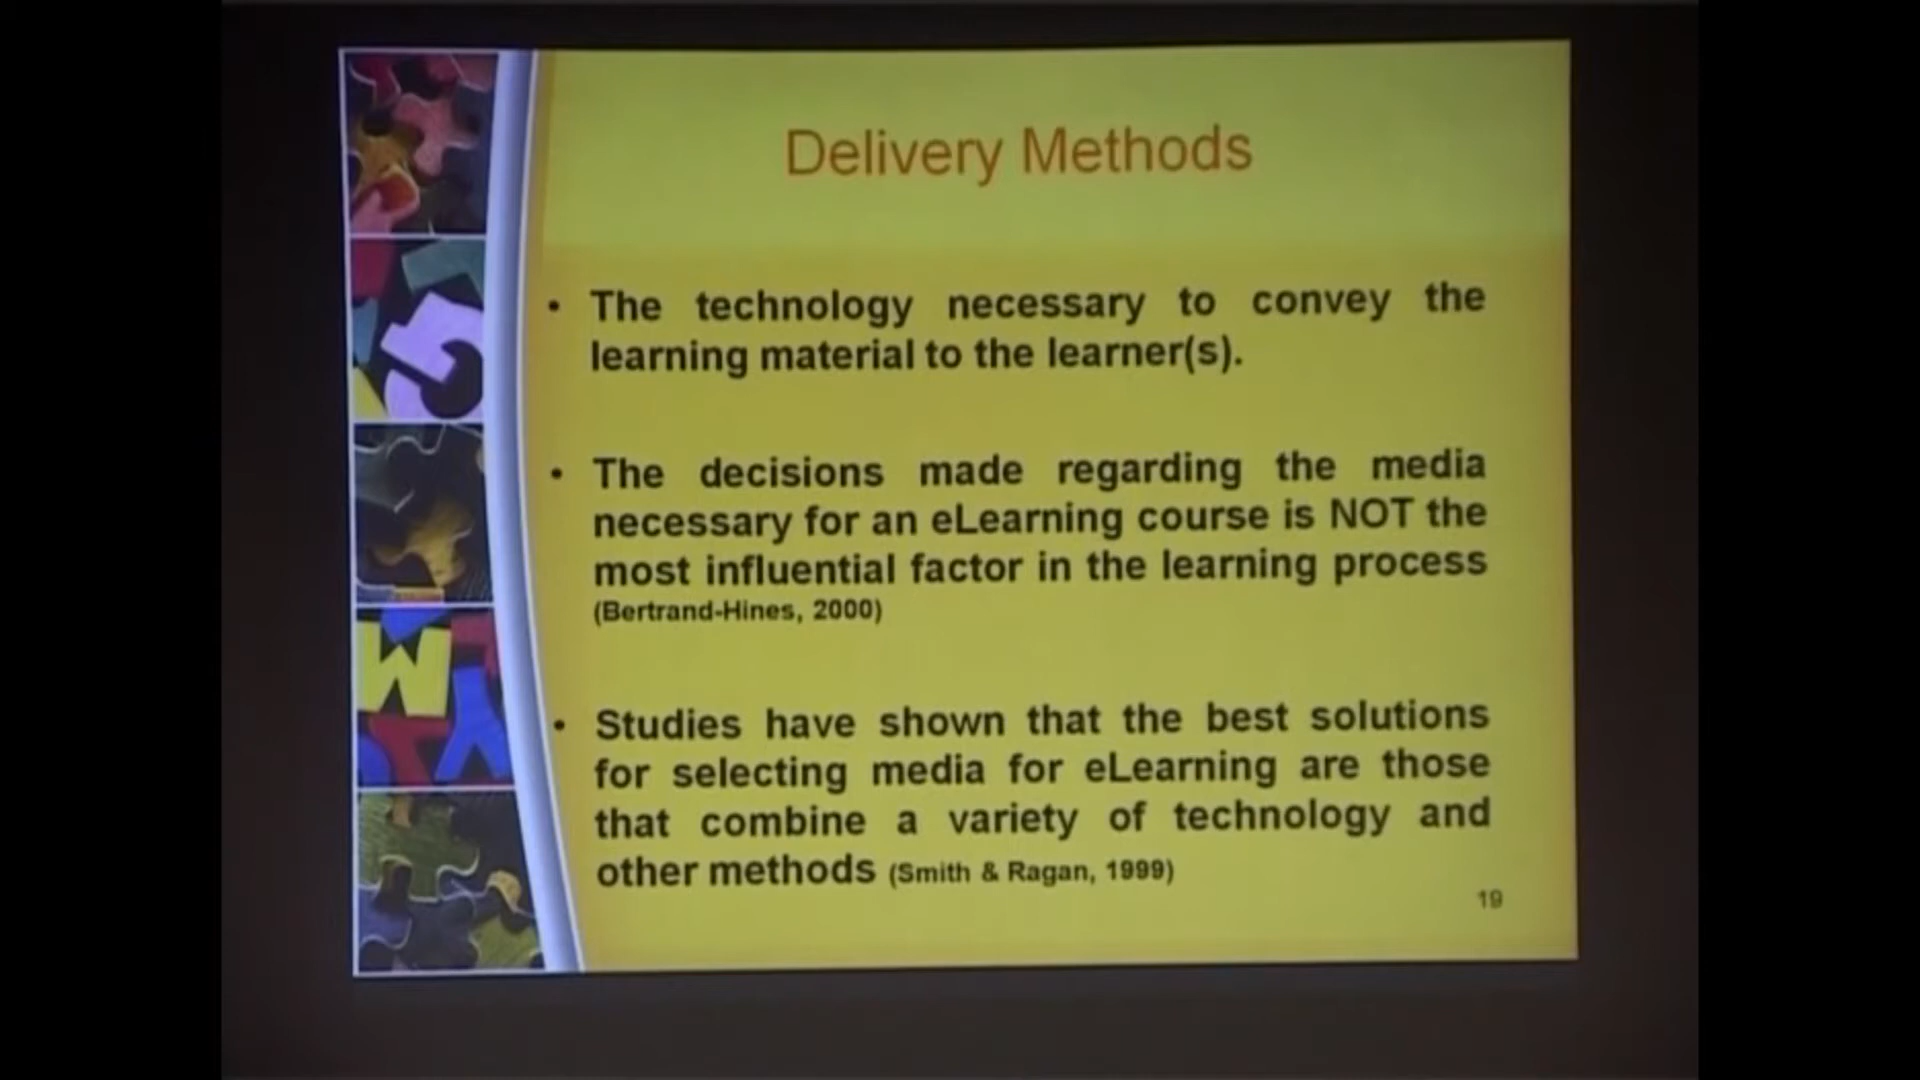 Delivery Methods
• The technology necessary to convey the
learning material to the learner(s).
• The decisions made regarding the media
necessary for an eLearning course is NOT the
most influential factor in the learning process
(Bertrand-Hines, 2000)
• Studies have shown that the best solutions
for selecting media for eLearning are those
that combine a variety of technology and
other methods (Smith & Ragan, 1999)
19